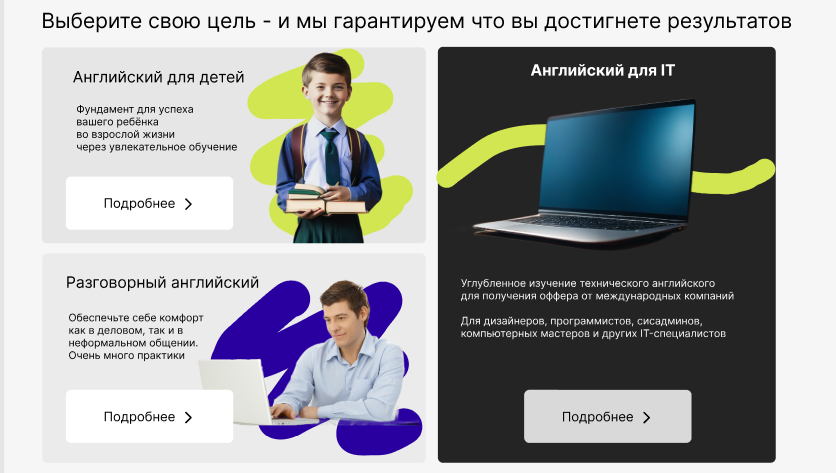 Выберите свою цель - и мы гарантируем что вы достигнете результатов
Английский для детей
Фундамент для успеха
вашего ребёнка
во взрослой жизни
через увлекательное обучение
Подробнее
Разговорный английский
Обеспечьте себе комфорт
как в деловом, так и в
неформальном общении.
Очень много практики
Подробнее
Английский для IT
Углубленное изучение технического английского
для получения оффера от международных компаний
Для дизайнеров, программистов, сисадминов,
компьютерных мастеров и других IT-специалистов
Подробнее